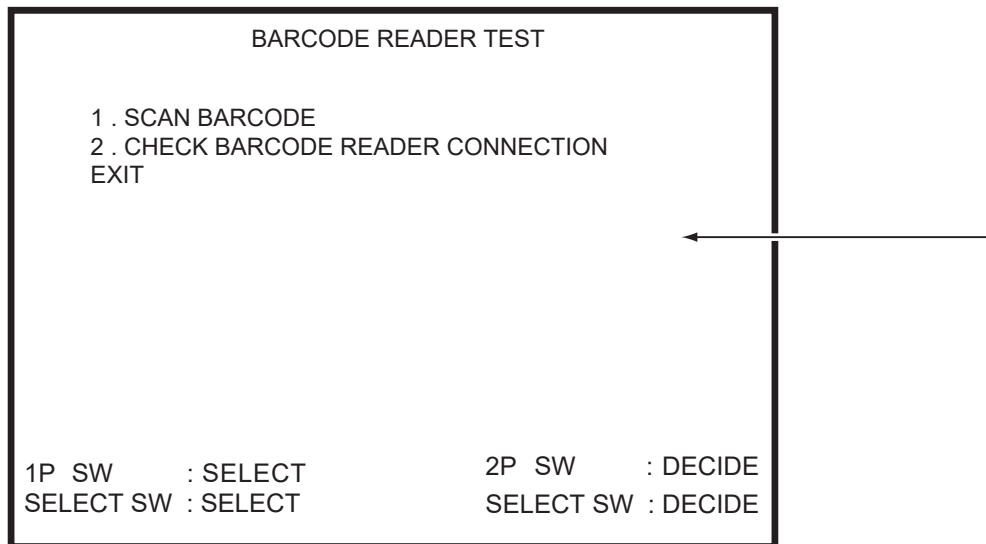 BARCODE READER TEST
1 . SCAN BARCODE
2 . CHECK BARCODE READER CONNECTION
EXIT
1P SW : SELECT 2P SW : DECIDE
SELECT SW : SELECT SELECT SW : DECIDE